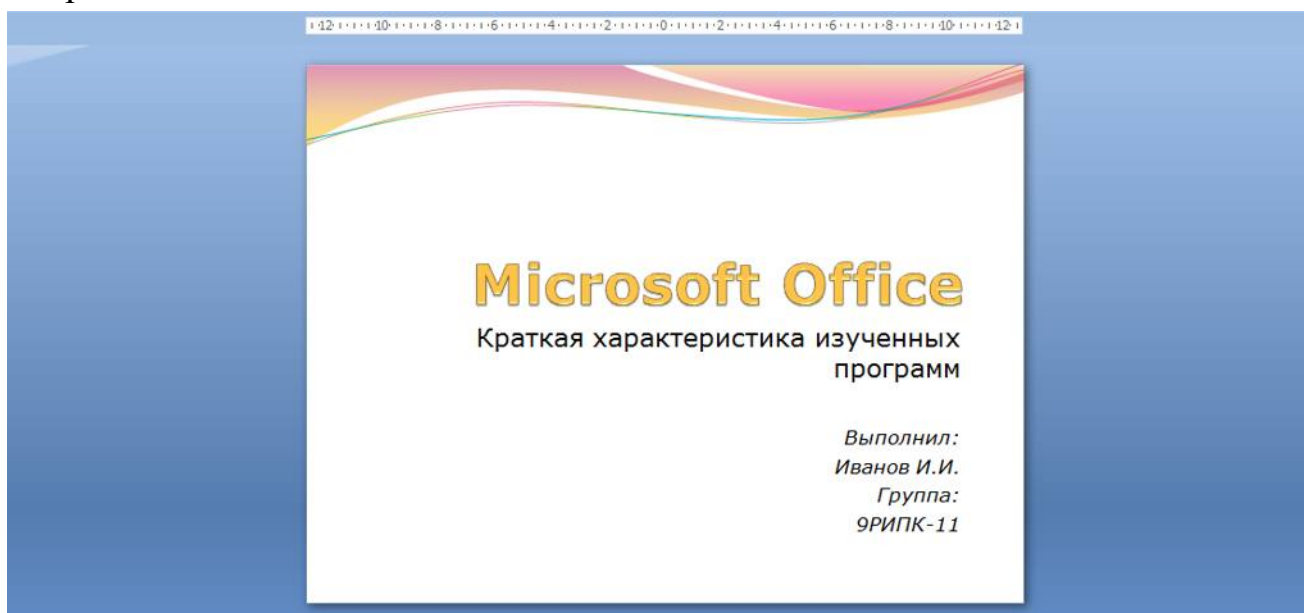 12 10 8 6 4 2 0 2 4 6 8 10 12
Microsoft Office
Краткая характеристика изученных
программ
Выполнил:
Иванов И.И.
Группа:
9РИПК-11